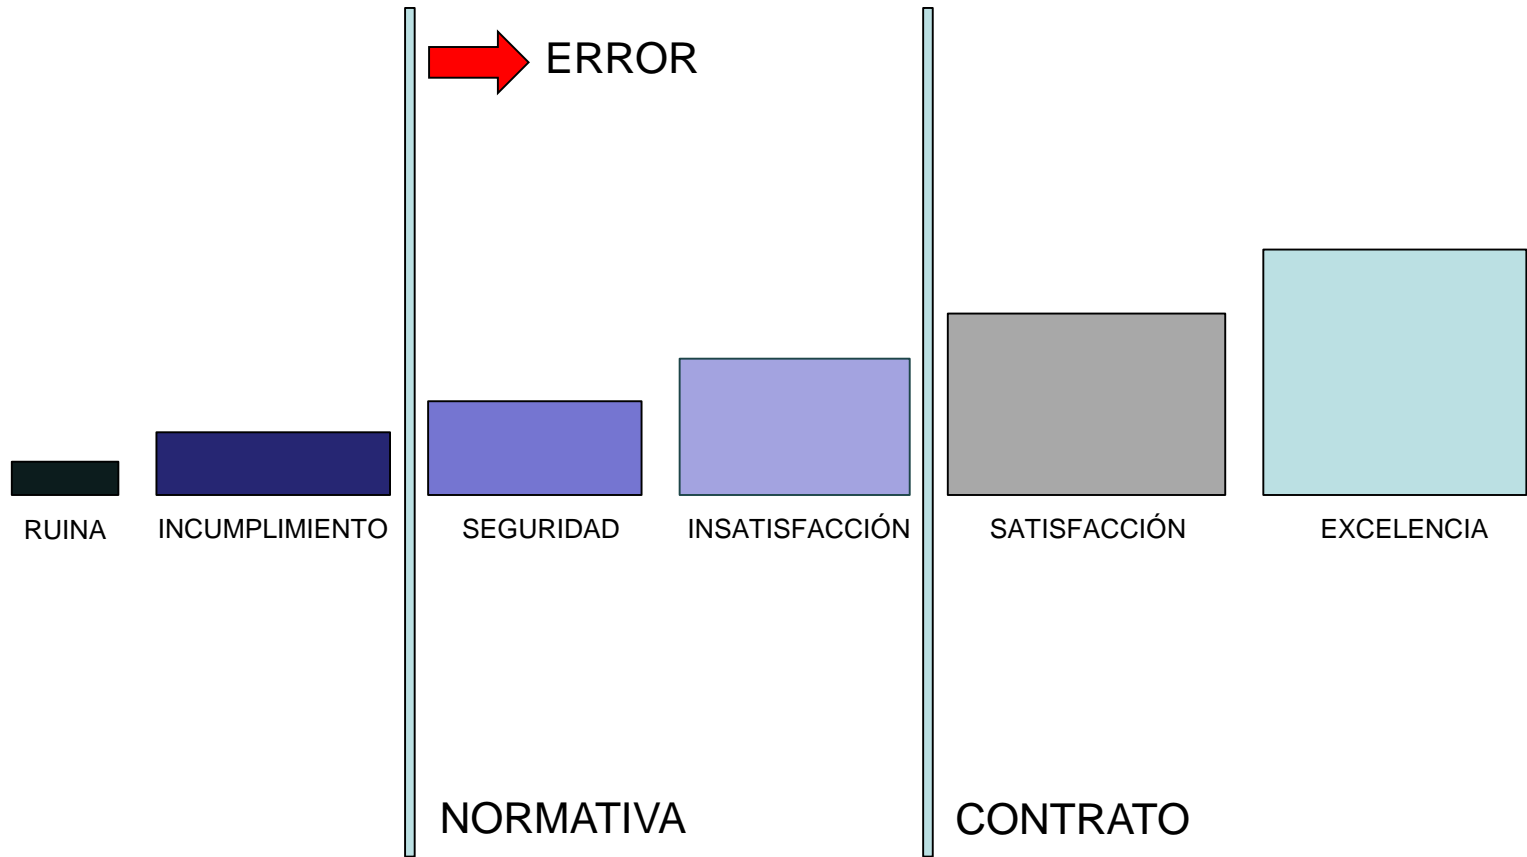 ERROR
RUINA
INCUMPLIMIENTO
SEGURIDAD
INSATISFACCIÓN
SATISFACCIÓN
EXCELENCIA
NORMATIVA
CONTRATO